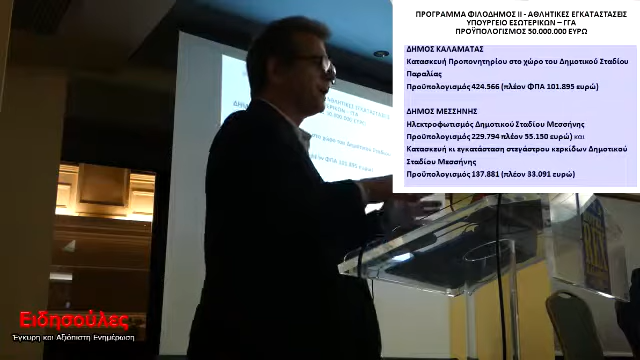 ΠΡΟΓΡΑΜΜΑ ΦΙΛΟΔΗΜΟΣ ΙΙ - ΑΘΛΗΤΙΚΕΣ ΕΓΚΑΤΑΣΤΑΣΕΙΣ
ΥΠΟΥΡΓΕΙΟ ΕΣΩΤΕΡΙΚΩΝ – ΓΓΑ
ΠΡΟΫΠΟΛΟΓΙΣΜΟΣ 50.000.000 ΕΥΡΩ
ΔΗΜΟΣ ΚΑΛΑΜΑΤΑΣ
Κατασκευή Προπονητηρίου στο χώρο του Δημοτικού Σταδίου
Παραλίας
Προϋπολογισμός 424.566 (πλέον ΦΠΑ 101.895 ευρώ)
ΔΗΜΟΣ ΜΕΣΣΗΝΗΣ
Ηλεκτροφωτισμός Δημοτικού Σταδίου Μεσσήνης
Προϋπολογισμός 229.794 πλέον 55.150 ευρώ) και
Κατασκευή κι εγκατάσταση στεγάστρου κερκίδων Δημοτικού
Σταδίου Μεσσήνης
Προϋπολογισμός 137.881 (πλέον 33.091 ευρώ)
Ειδησούλες
Έγκυρη και Αξιόπιστη Ενημέρωση